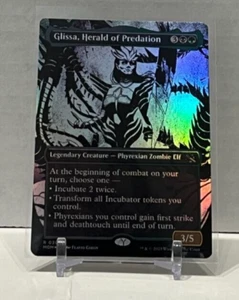 Glissa, Herald of Predation
Legendary Creature — Phyrexian Zombie Elf
At the beginning of combat on your
turn, choose one —
• Incubate 2 twice.
• Transform all Incubator tokens you
control.
• Phyrexians you control gain first strike
and deathtouch until end of turn.
3/5